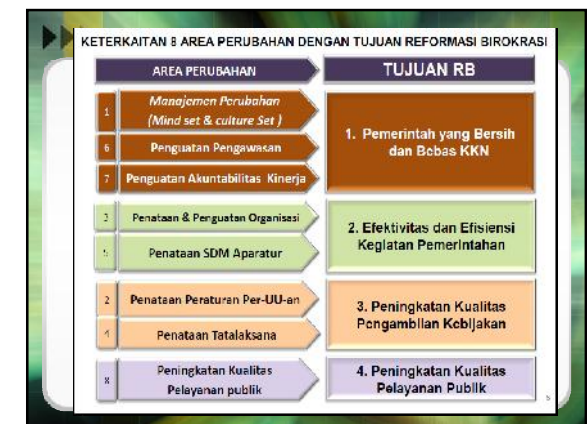 KETERKAITAN 8 AREA PERUBAHAN DENGAN TUJUAN REFORMASI BIROKRASI
AREA PERUBAHAN
TUJUAN RB
1
Manajemen Perubahan
(Mind set & culture Set )
6
Penguatan Pengawasan
7
Penguatan Akuntabilitas Kinerja
1. Pemerintah yang Bersih
dan Bebas KKN
3
Penataan & Penguatan Organisasi
5
Penataan SDM Aparatur
2. Efektivitas dan Efisiensi
Kegiatan Pemerintahan
2
Penataan Peraturan Per-UU-an
4
Penataan Tatalaksana
3. Peningkatan Kualitas
Pengambilan Kebijakan
8
Peningkatan Kualitas
Pelayanan publik
4. Peningkatan Kualitas
Pelayanan Publik